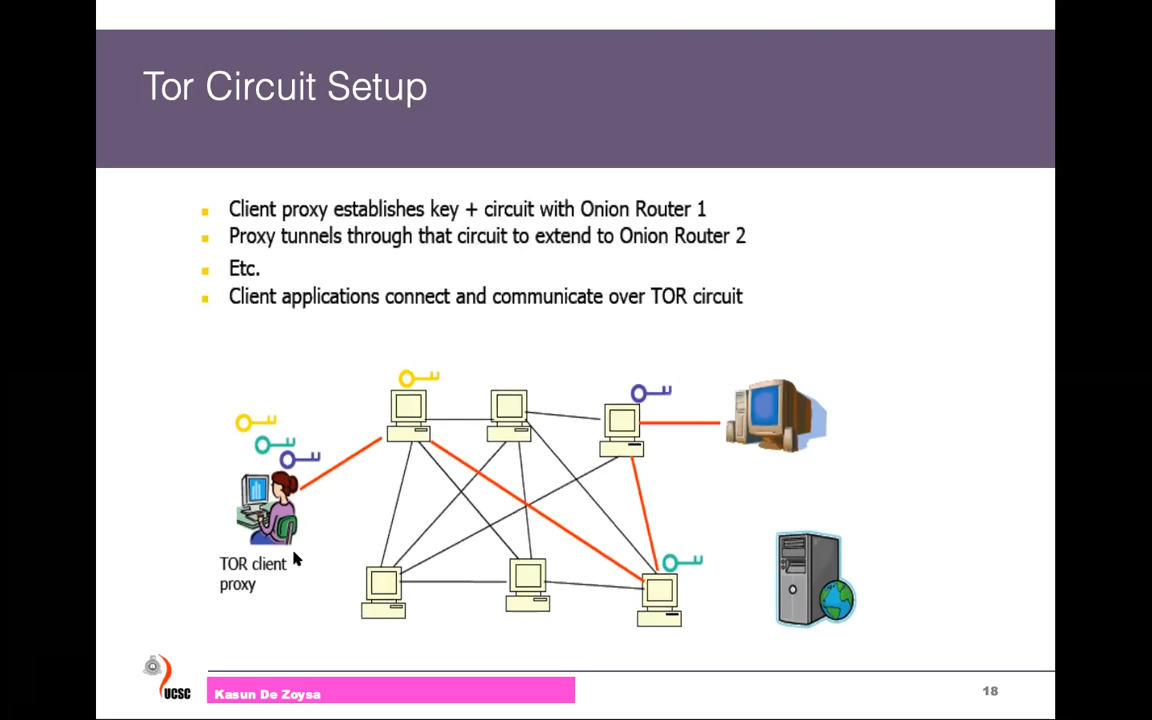 Tor Circuit Setup
Client proxy establishes key + circuit with Onion Router 1
Proxy tunnels through that circuit to extend to Onion Router 2
Etc.
Client applications connect and communicate over TOR circuit
TOR client
proxy
UCSC
Kasun De Zoysa
18